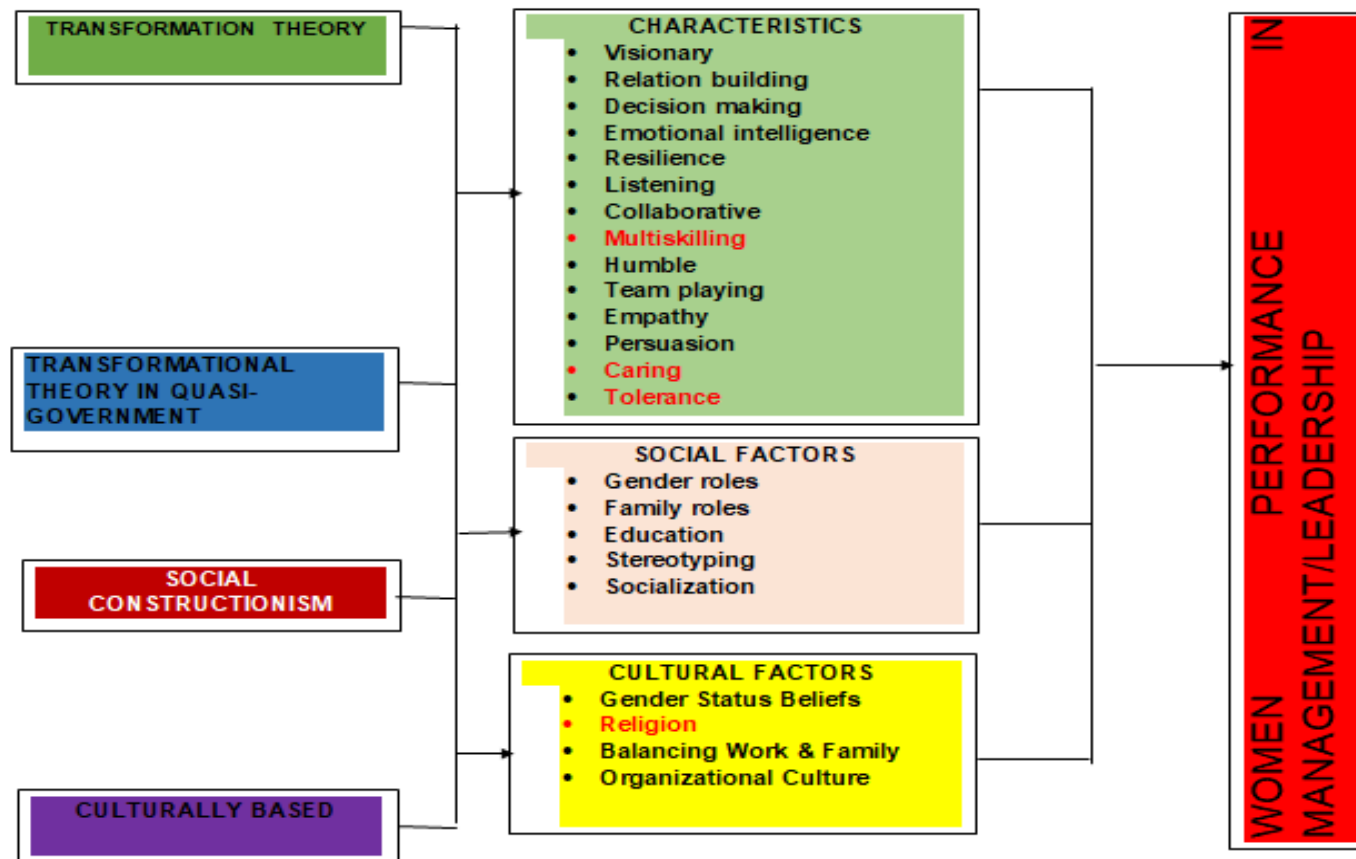 TRANSFORMATION THEORY
TRANSFORMATIONAL
THEORY IN QUASI-
GOVERNMENT
SOCIAL
CONSTRUCTIONISM
CULTURALLY BASED
CHARACTERISTICS
• Visionary
• Relation building
• Decision making
• Emotional intelligence
• Resilience
• Listening
• Collaborative
• Multiskilling
• Humble
• Team playing
• Empathy
• Persuasion
• Caring
• Tolerance
SOCIAL FACTORS
• Gender roles
• Family roles
• Education
• Stereotyping
• Socialization
CULTURAL FACTORS
• Gender Status Beliefs
• Religion
• Balancing Work & Family
• Organizational Culture
WOMEN PERFORMANCE IN
MANAGEMENT/LEADERSHIP